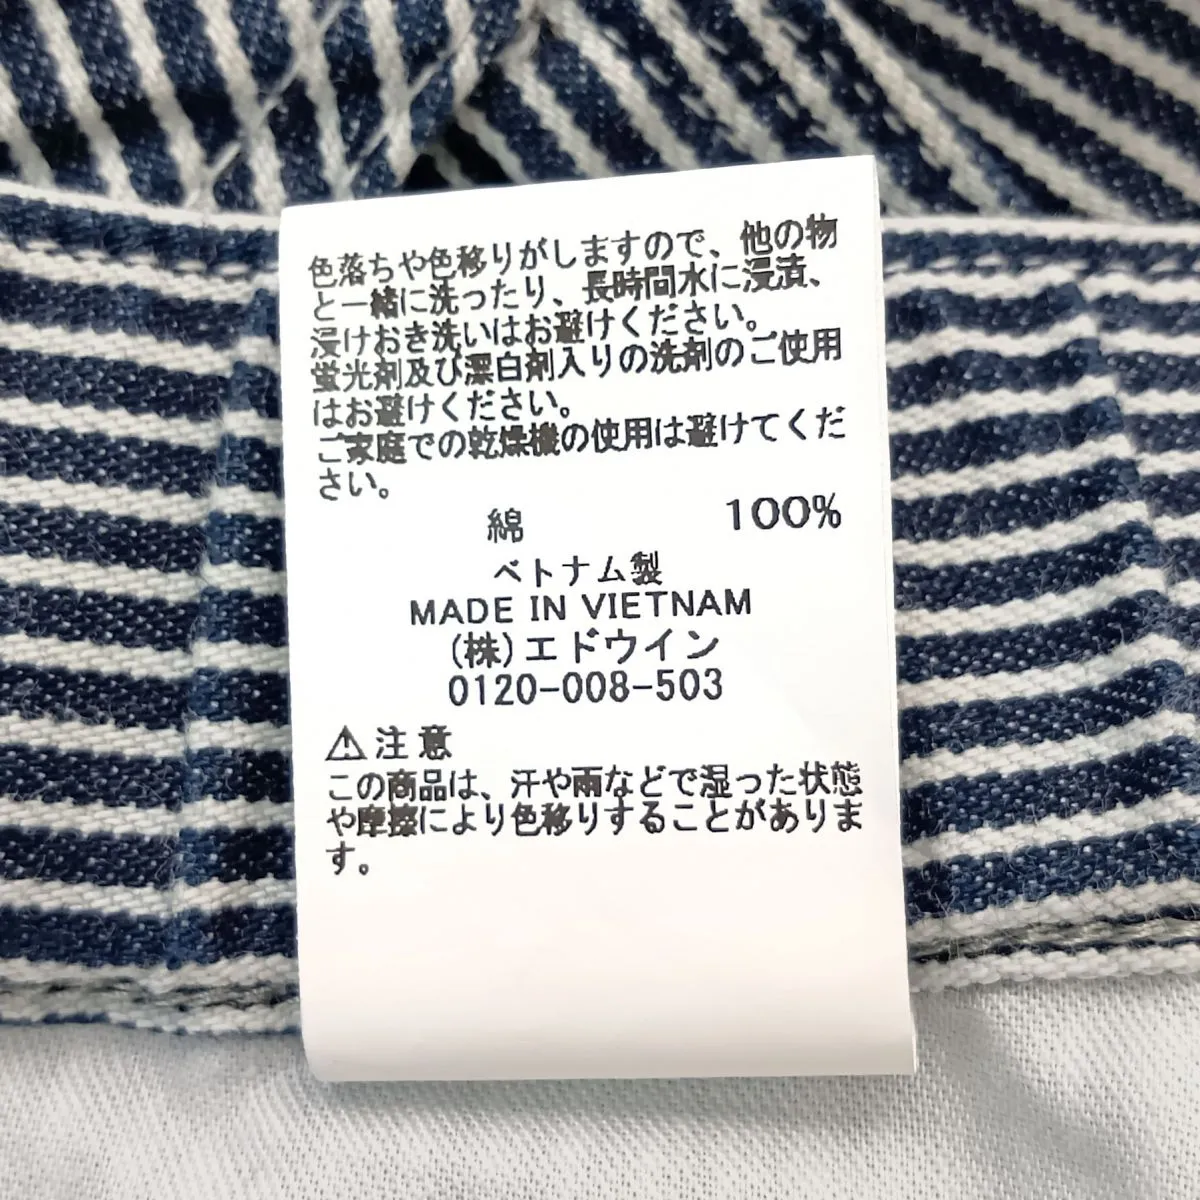 色落ちや色移りがしますので、他の物
と一緒に洗ったり、長時間水に浸漬、
浸けおき洗いはお避けください。
蛍光剤及び漂白剤入りの洗剤のご使用
はお避けください。
ご家庭での乾燥機の使用は避けてくだ
さい。
綿 100%
ベトナム製
MADE IN VIETNAM
(株)エドウイン
0120-008-503
⚠注意
この商品は、汗や雨などで湿った状態
や摩擦により色移りすることがありま
す。